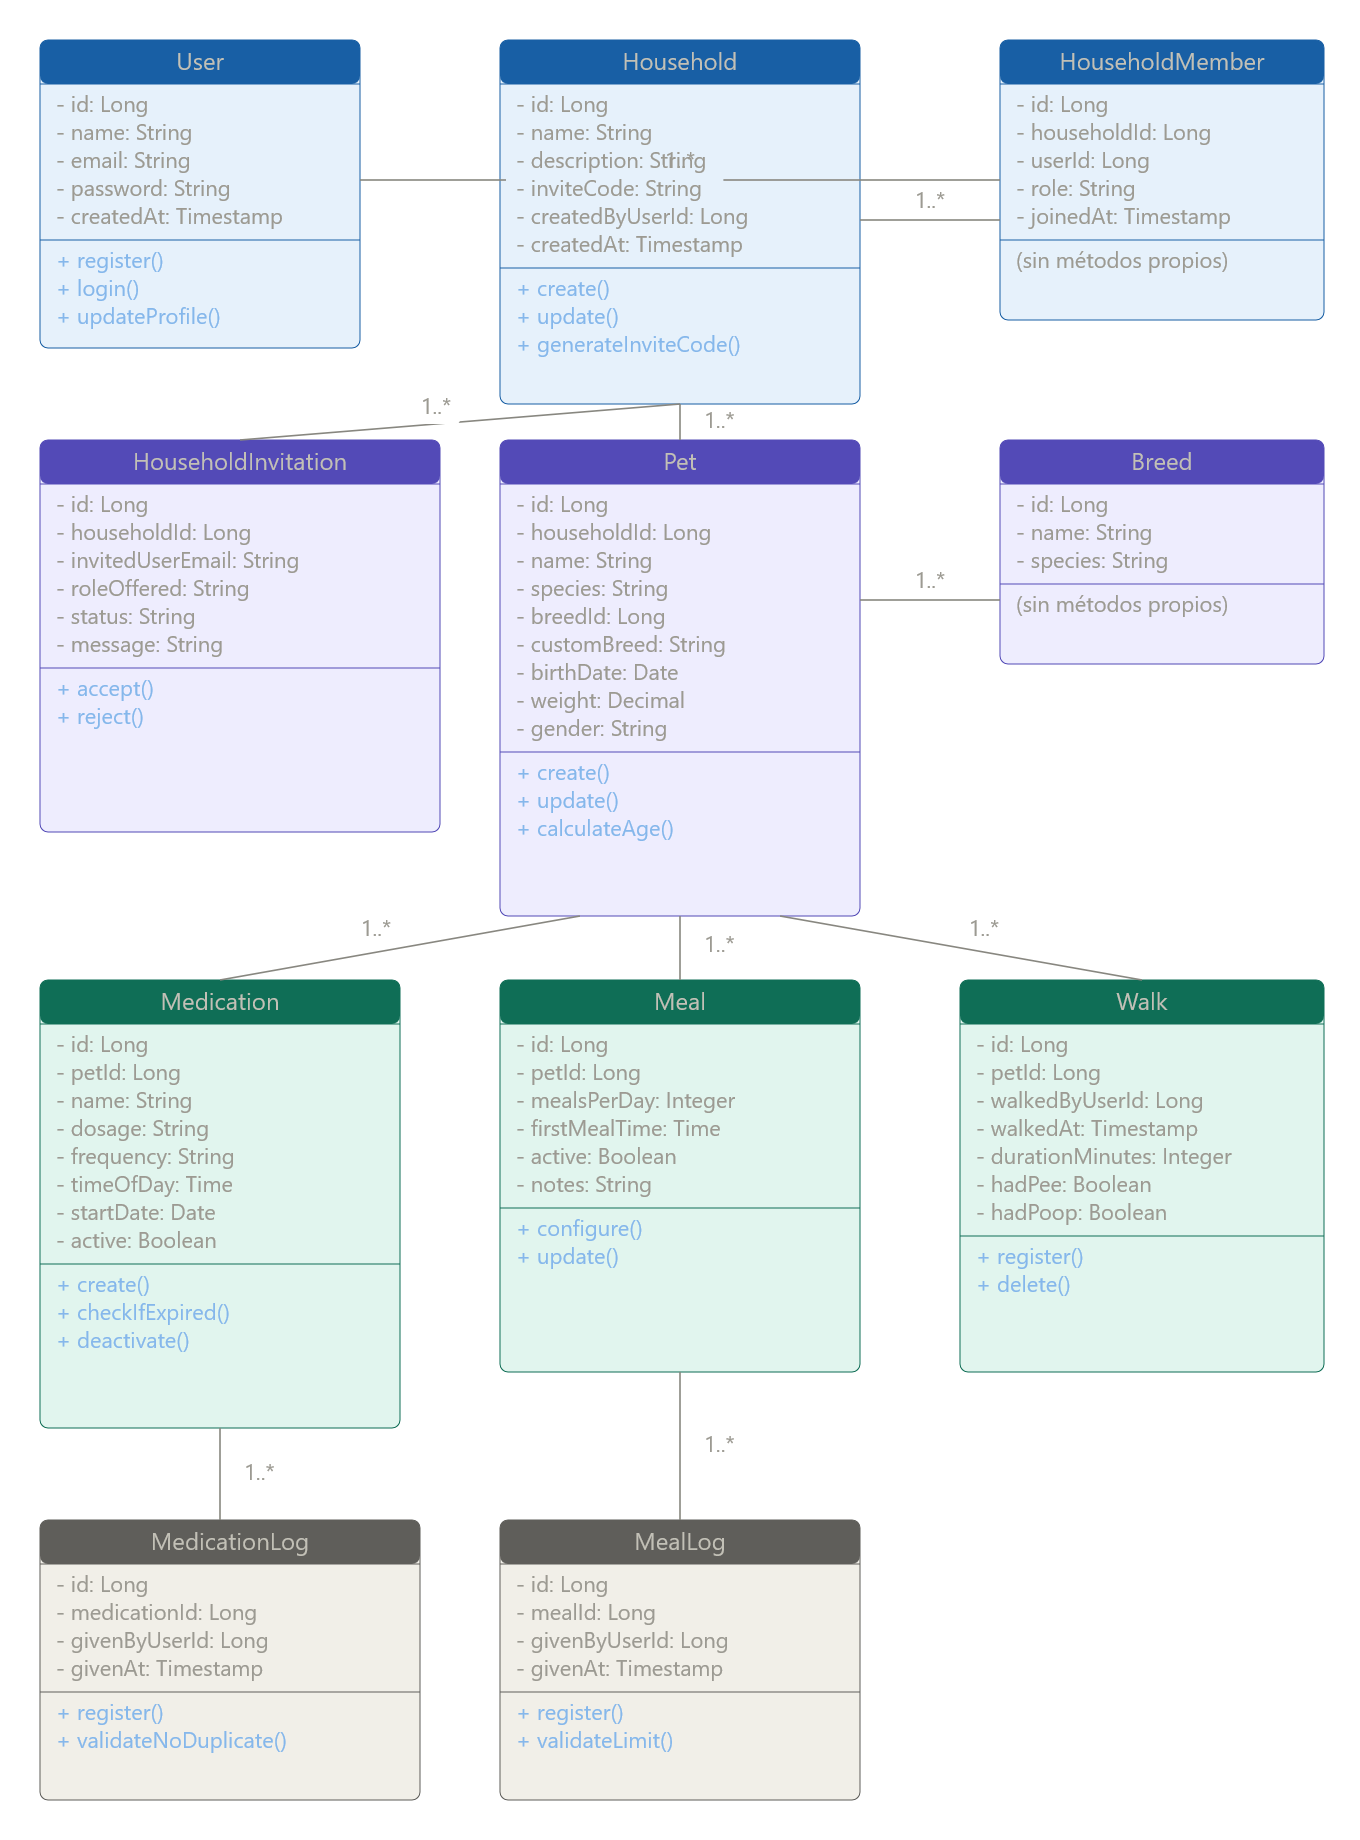 User
- id: Long
- name: String
- email: String
- password: String
- createdAt: Timestamp
+ register()
+ login()
+ updateProfile()
Household
- id: Long
- name: String
- description: String
1..*
- inviteCode: String
- createdByUserId: Long
- createdAt: Timestamp
+ create()
+ update()
+ generateInviteCode()
1..*
HouseholdMember
- id: Long
- householdId: Long
- userId: Long
- role: String
- joinedAt: Timestamp
(sin métodos propios)
1..*
1..*
HouseholdInvitation
- id: Long
- householdId: Long
- invitedUserEmail: String
- roleOffered: String
- status: String
- message: String
+ accept()
+ reject()
Pet
- id: Long
- householdId: Long
- name: String
- species: String
- breedId: Long
- customBreed: String
- birthDate: Date
- weight: Decimal
- gender: String
+ create()
+ update()
+ calculateAge()
1..*
Breed
- id: Long
- name: String
- species: String
(sin métodos propios)
1..*
1..*
1..*
Medication
- id: Long
- petId: Long
- name: String
- dosage: String
- frequency: String
- timeOfDay: Time
- startDate: Date
- active: Boolean
+ create()
+ checkIfExpired()
+ deactivate()
Meal
- id: Long
- petId: Long
- mealsPerDay: Integer
- firstMealTime: Time
- active: Boolean
- notes: String
+ configure()
+ update()
Walk
- id: Long
- petId: Long
- walkedByUserId: Long
- walkedAt: Timestamp
- durationMinutes: Integer
- hadPee: Boolean
- hadPoop: Boolean
+ register()
+ delete()
1..*
1..*
MedicationLog
- id: Long
- medicationId: Long
- givenByUserId: Long
- givenAt: Timestamp
+ register()
+ validateNoDuplicate()
MealLog
- id: Long
- mealId: Long
- givenByUserId: Long
- givenAt: Timestamp
+ register()
+ validateLimit()